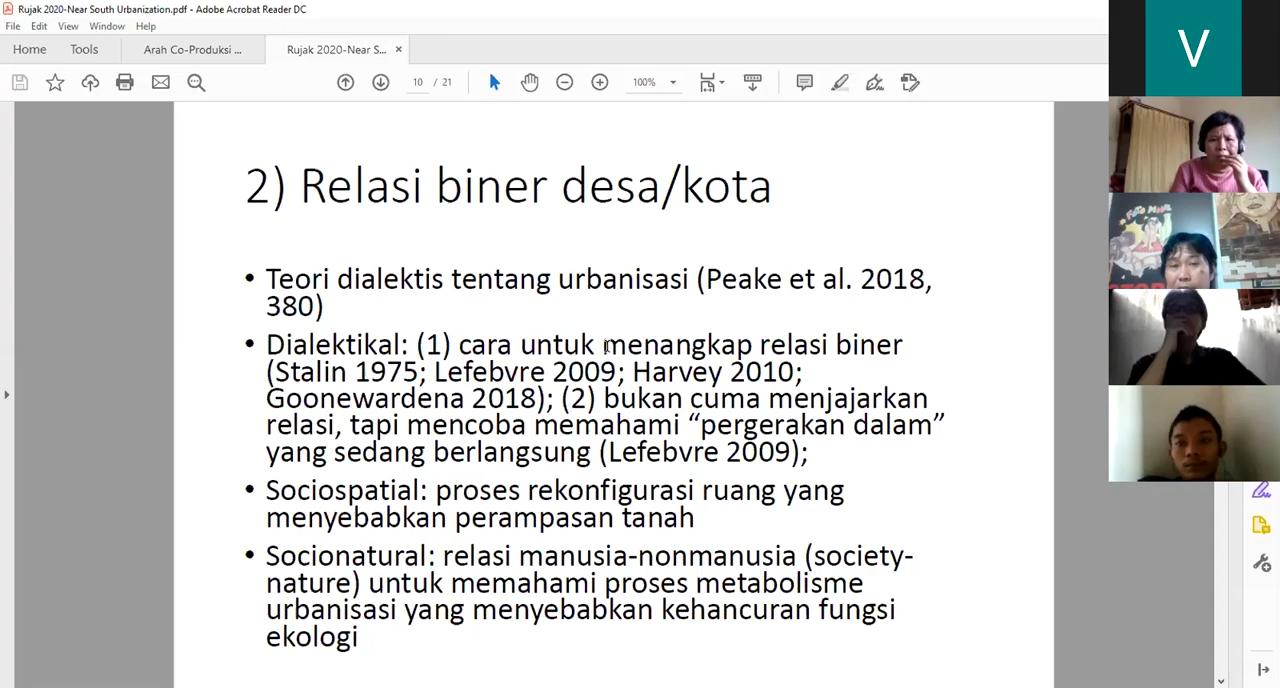 Rujak 2020-Near South Urbanization.pdf - Adobe Acrobat Reader DC
File Edit View Window Help
Home Tools Arah Co-Produksi ... Rujak 2020-Near S... ×
10 / 21 100%
2) Relasi biner desa/kota
• Teori dialektis tentang urbanisasi (Peake et al. 2018,
380)
• Dialektikal: (1) cara untuk menangkap relasi biner
(Stalin 1975; Lefebvre 2009; Harvey 2010;
Goonewardena 2018); (2) bukan cuma menjajarkan
relasi, tapi mencoba memahami “pergerakan dalam”
yang sedang berlangsung (Lefebvre 2009);
• Sociospatial: proses rekonfigurasi ruang yang
menyebabkan perampasan tanah
• Socionatural: relasi manusia-nonmanusia (society-
nature) untuk memahami proses metabolisme
urbanisasi yang menyebabkan kehancuran fungsi
ekologi
V